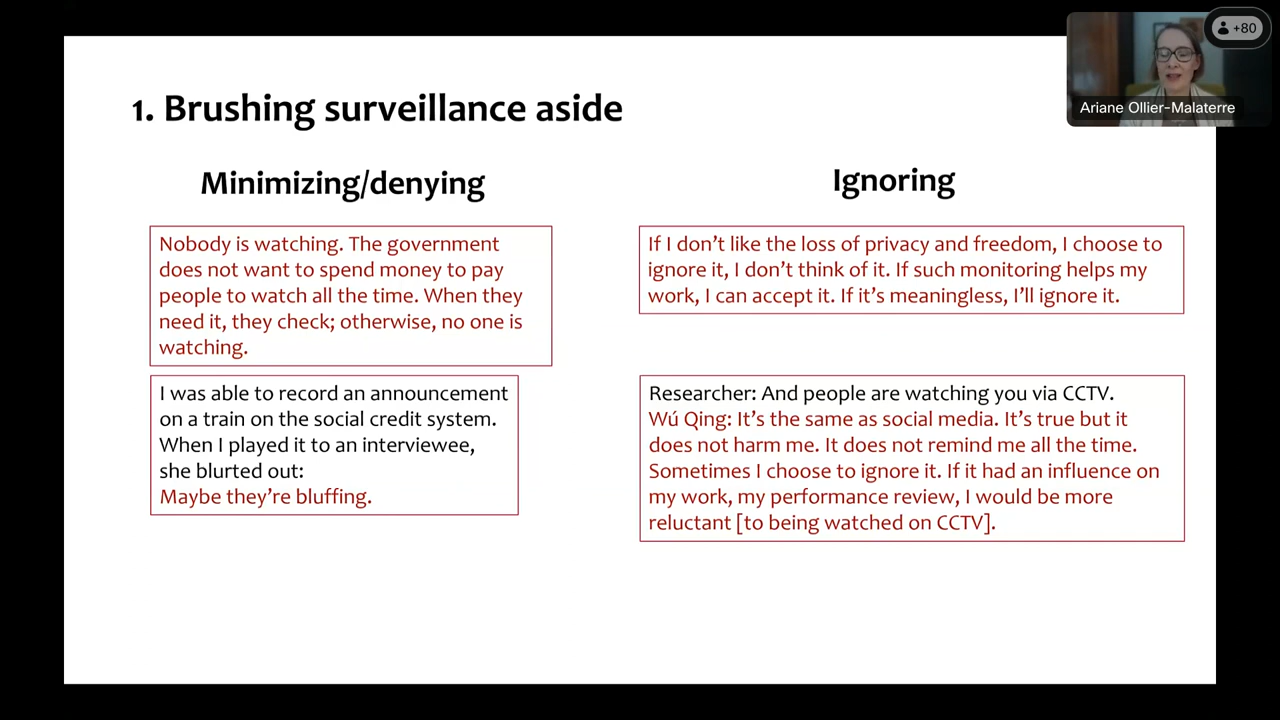 +80
Ariane Ollier-Malaterre
1. Brushing surveillance aside
Minimizing/denying
Nobody is watching. The government
does not want to spend money to pay
people to watch all the time. When they
need it, they check; otherwise, no one is
watching.
I was able to record an announcement
on a train on the social credit system.
When I played it to an interviewee,
she blurted out:
Maybe they're bluffing.
Ignoring
If I don't like the loss of privacy and freedom, I choose to
ignore it, I don't think of it. If such monitoring helps my
work, I can accept it. If it's meaningless, I'll ignore it.
Researcher: And people are watching you via CCTV.
Wú Qing: It's the same as social media. It's true but it
does not harm me. It does not remind me all the time.
Sometimes I choose to ignore it. If it had an influence on
my work, my performance review, I would be more
reluctant [to being watched on CCTV].